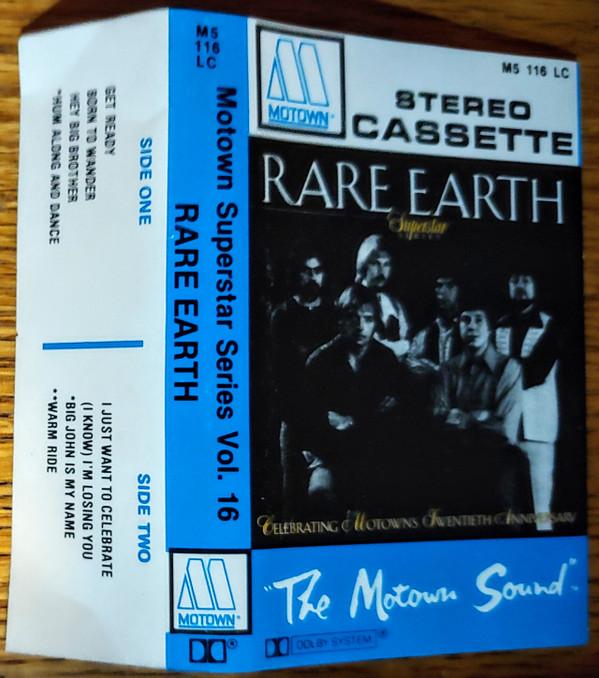 SIDE ONE
GET READY
BORN TO WANDER
HEY BIG BROTHER
*HUM ALONG AND DANCE
SIDE TWO
I JUST WANT TO CELEBRATE
(I KNOW) I'M LOSING YOU
*BIG JOHN IS MY NAME
**WARM RIDE
M5
116
LC
Motown Superstar Series Vol. 16
RARE EARTH
MOTOWN®
MOTOWN®
M5 116 LC
STEREO
CASSETTE
RARE EARTH
Superstar
SERIES
CELEBRATING MOTOWN'S TWENTIETH ANNIVERSARY
"The Motown Sound"™
DOLBY SYSTEM®